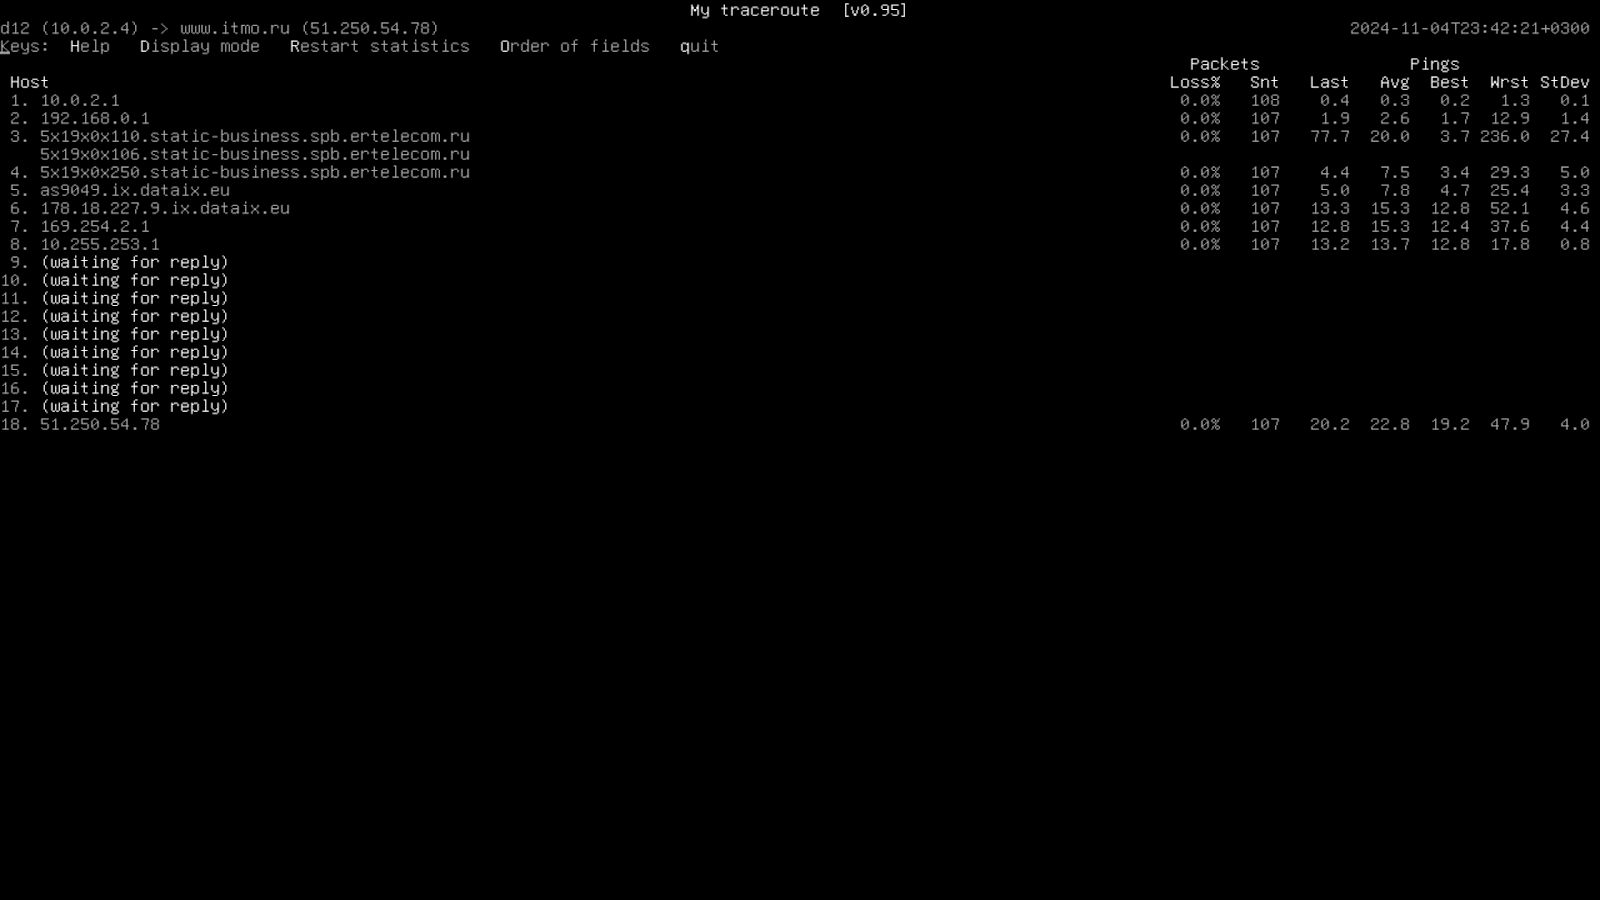 My traceroute  [v0.95]
d12 (10.0.2.4) -> www.itmo.ru (51.250.54.78) 2024-11-04T23:42:21+0300
Keys:  Help   Display mode   Restart statistics   Order of fields   quit
Packets Pings
Host Loss% Snt Last Avg Best Wrst StDev
1. 10.0.2.1 0.0% 108 0.4 0.3 0.2 1.3 0.1
2. 192.168.0.1 0.0% 107 1.9 2.6 1.7 12.9 1.4
3. 5x19x0x110.static-business.spb.ertelecom.ru 0.0% 107 77.7 20.0 3.7 236.0 27.4
5x19x0x106.static-business.spb.ertelecom.ru
4. 5x19x0x250.static-business.spb.ertelecom.ru 0.0% 107 4.4 7.5 3.4 29.3 5.0
5. as9049.ix.dataix.eu 0.0% 107 5.0 7.8 4.7 25.4 3.3
6. 178.18.227.9.ix.dataix.eu 0.0% 107 13.3 15.3 12.8 52.1 4.6
7. 169.254.2.1 0.0% 107 12.8 15.3 12.4 37.6 4.4
8. 10.255.253.1 0.0% 107 13.2 13.7 12.8 17.8 0.8
9. (waiting for reply)
10. (waiting for reply)
11. (waiting for reply)
12. (waiting for reply)
13. (waiting for reply)
14. (waiting for reply)
15. (waiting for reply)
16. (waiting for reply)
17. (waiting for reply)
18. 51.250.54.78 0.0% 107 20.2 22.8 19.2 47.9 4.0